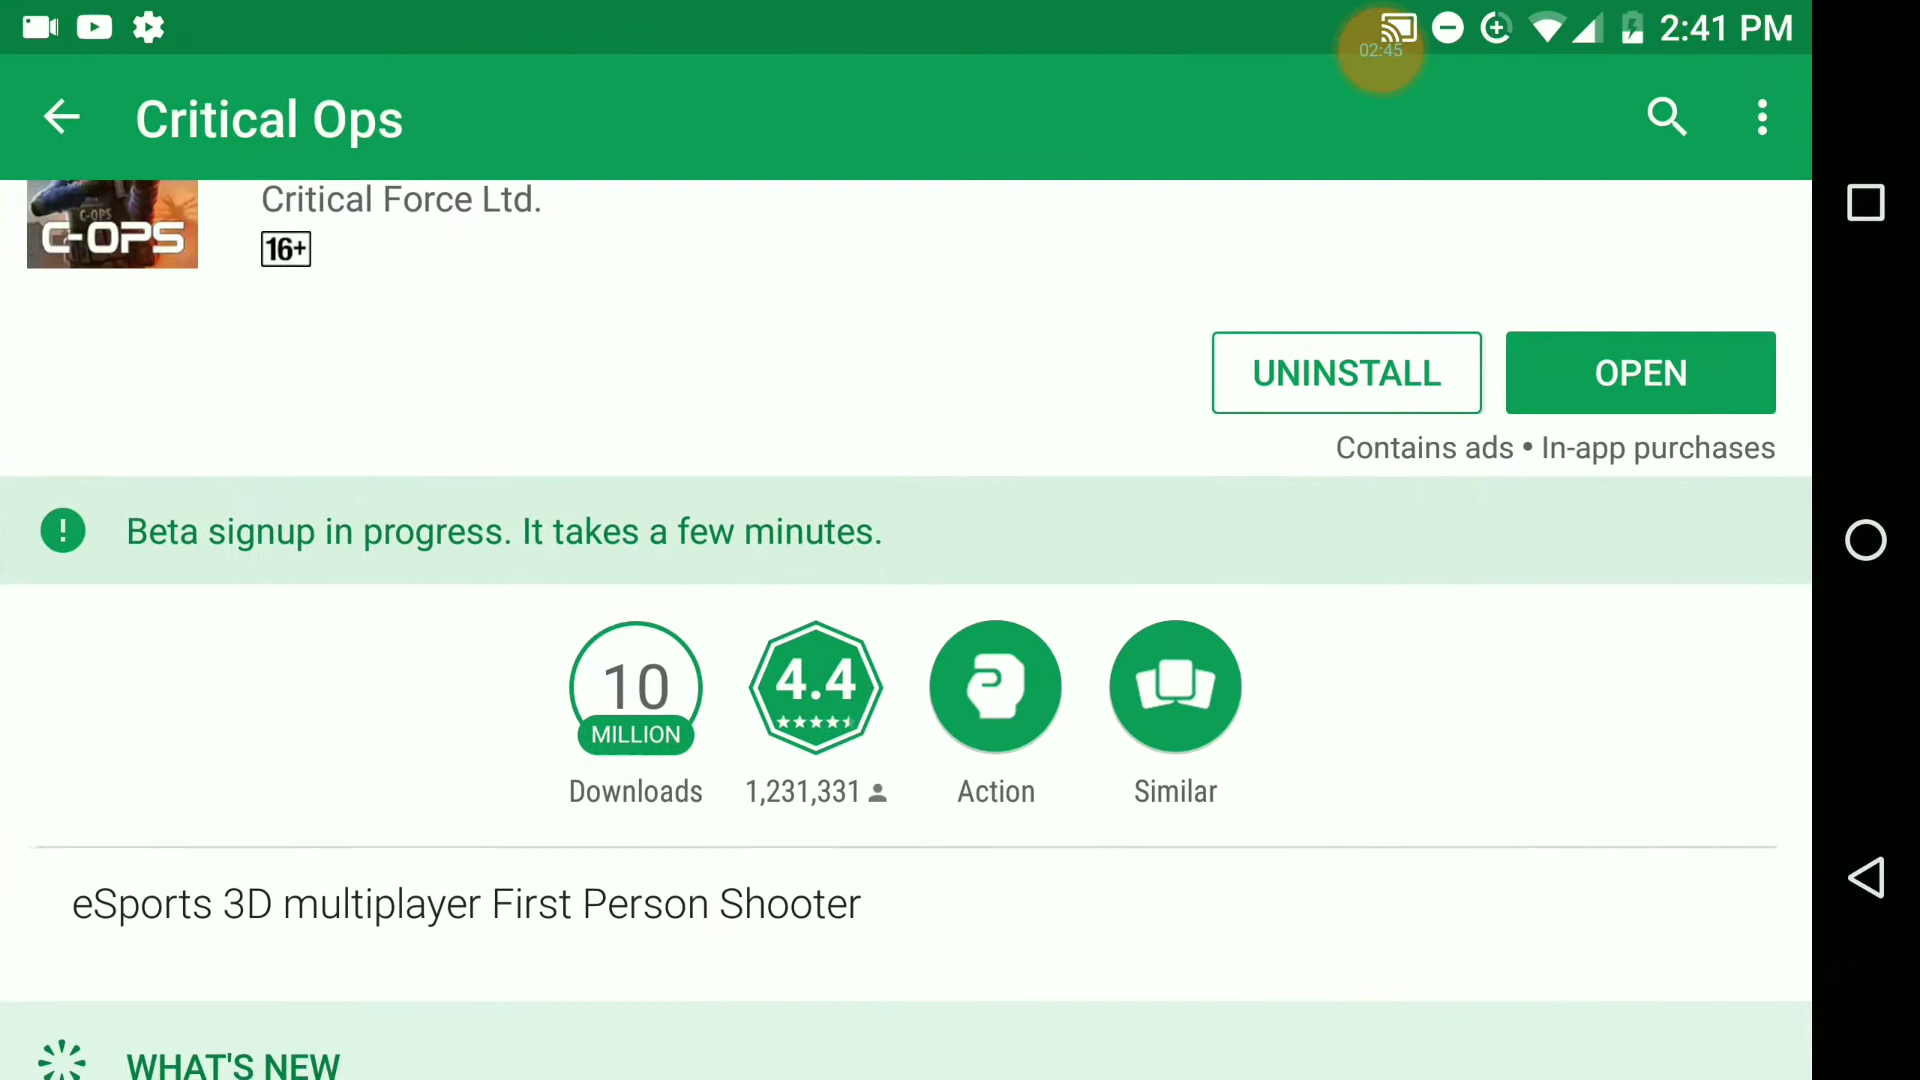 2:41 PM
02:45
Critical Ops
Critical Force Ltd.
C-OPS
C-OPS
16+
UNINSTALL
OPEN
Contains ads • In-app purchases
Beta signup in progress. It takes a few minutes.
10
MILLION
Downloads
4.4
1,231,331
Action
Similar
eSports 3D multiplayer First Person Shooter
WHAT'S NEW